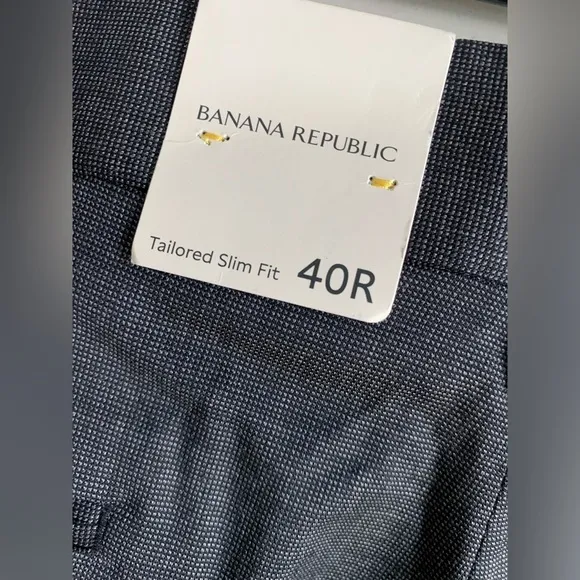 BANANA REPUBLIC
Tailored Slim Fit 40R